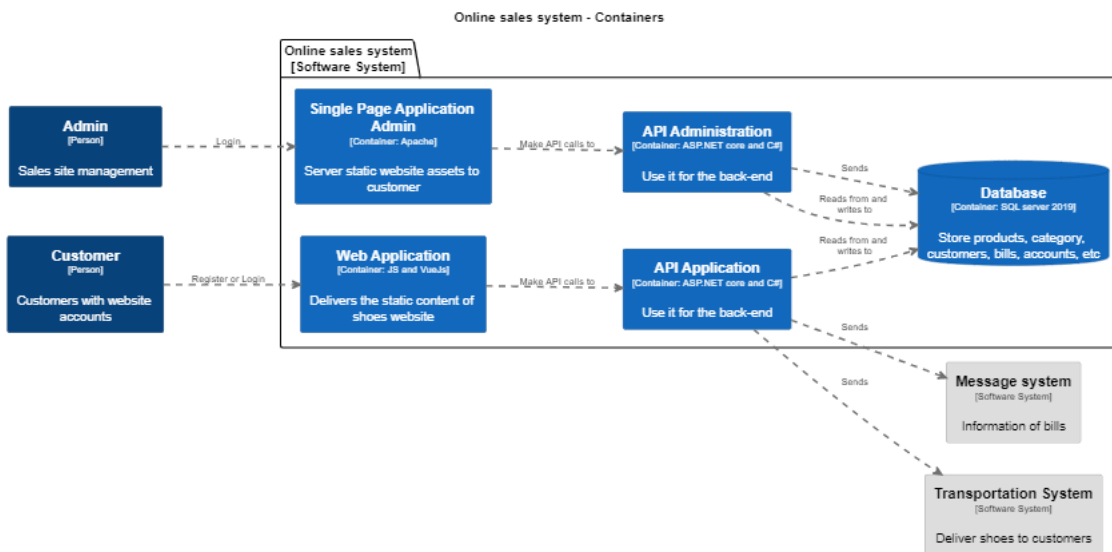 Online sales system - Containers
Online sales system
[Software System]
Admin
[Person]
Sales site management
Login
Single Page Application
Admin
[Container: Apache]
Server static website assets to
customer
Make API calls to
API Administration
[Container: ASP.NET core and C#]
Use it for the back-end
Sends
Reads from and
writes to
Database
[Container: SQL server 2019]
Store products, category,
customers, bills, accounts, etc
Customer
[Person]
Customers with website
accounts
Register or Login
Web Application
[Container: JS and VueJs]
Delivers the static content of
shoes website
Make API calls to
API Application
[Container: ASP.NET core and C#]
Use it for the back-end
Reads from and
writes to
Sends
Message system
[Software System]
Information of bills
Sends
Transportation System
[Software System]
Deliver shoes to customers